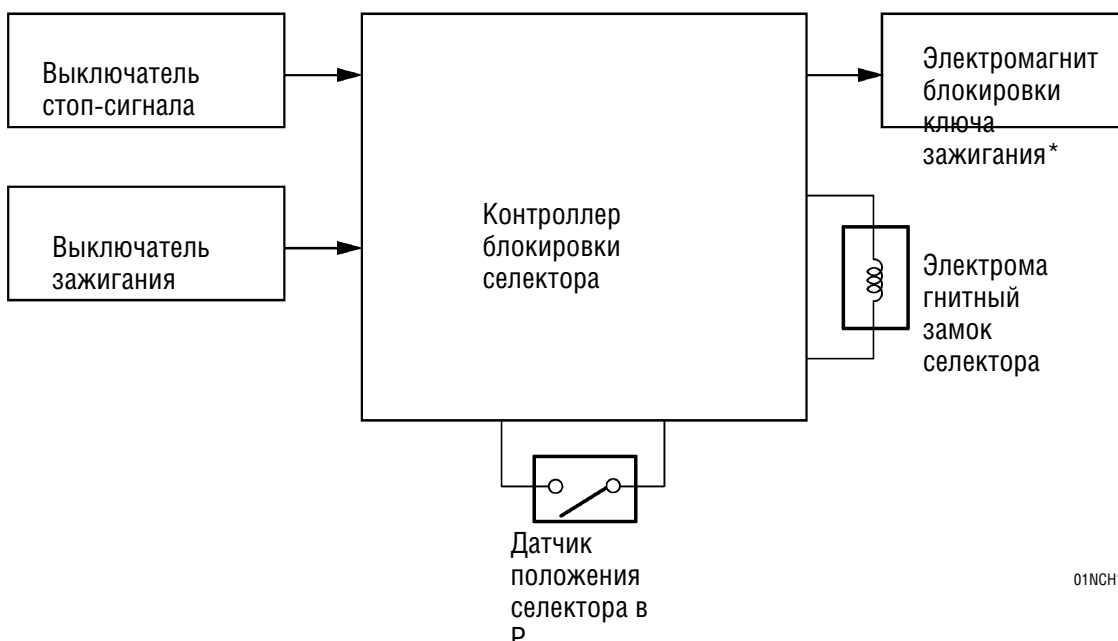 Выключатель
стоп-сигнала
Электромагнит
блокировки
ключа
зажигания*
Выключатель
зажигания
Контроллер
блокировки
селектора
Электрома
гнитный
замок
селектора
Датчик
положения
селектора в
P
01NCH1